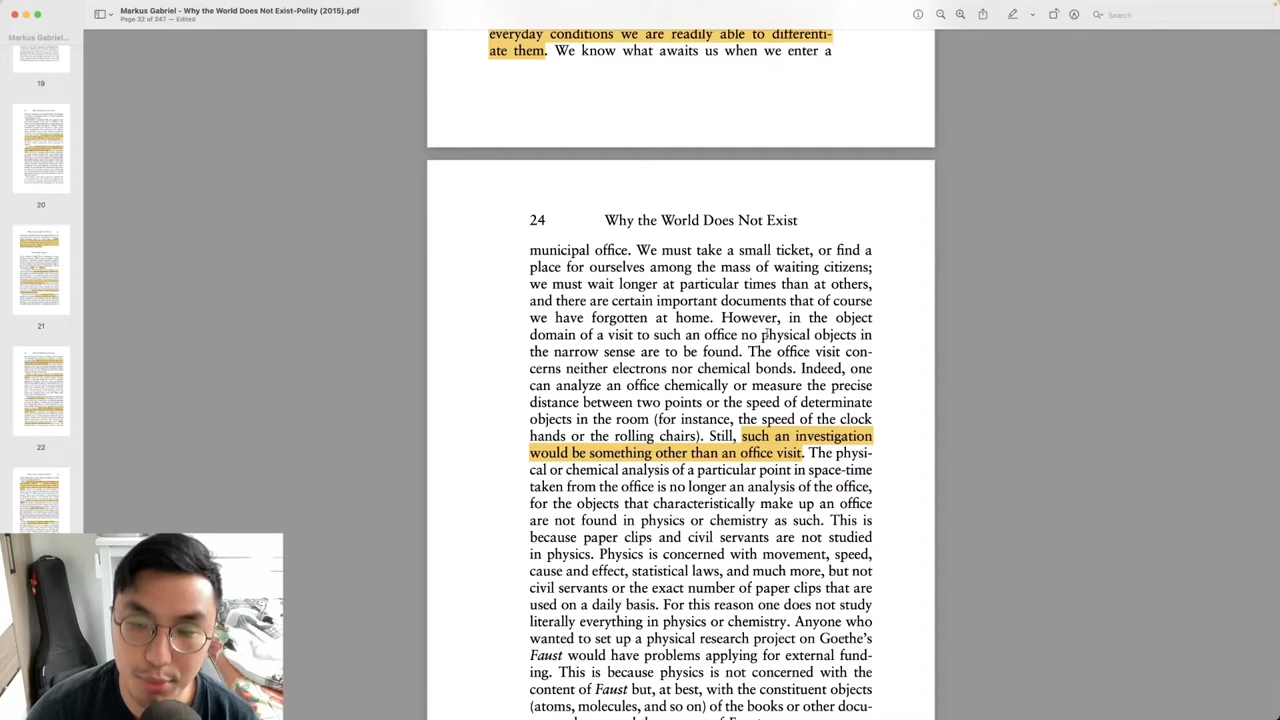 Markus Gabriel - Why the World Does Not Exist-Polity (2015).pdf
Page 32 of 247 — Edited
Search
Markus Gabriel...
19
20
21
22
everyday conditions we are readily able to differenti-
ate them. We know what awaits us when we enter a
24 Why the World Does Not Exist
municipal office. We must take a small ticket, or find a
place for ourselves among the mass of waiting citizens;
we must wait longer at particular times than at others,
and there are certain important documents that of course
we have forgotten at home. However, in the object
domain of a visit to such an office no physical objects in
the narrow sense are to be found. The office visit con-
cerns neither electrons nor chemical bonds. Indeed, one
can analyze an office chemically or measure the precise
distance between two points or the speed of determinate
objects in the room (for instance, the speed of the clock
hands or the rolling chairs). Still, such an investigation
would be something other than an office visit. The physi-
cal or chemical analysis of a particular point in space-time
taken from the office is no longer an analysis of the office,
for the objects that characteristically make up an office
are not found in physics or chemistry as such. This is
because paper clips and civil servants are not studied
in physics. Physics is concerned with movement, speed,
cause and effect, statistical laws, and much more, but not
civil servants or the exact number of paper clips that are
used on a daily basis. For this reason one does not study
literally everything in physics or chemistry. Anyone who
wanted to set up a physical research project on Goethe's
Faust would have problems applying for external fund-
ing. This is because physics is not concerned with the
content of Faust but, at best, with the constituent objects
(atoms, molecules, and so on) of the books or other docu-